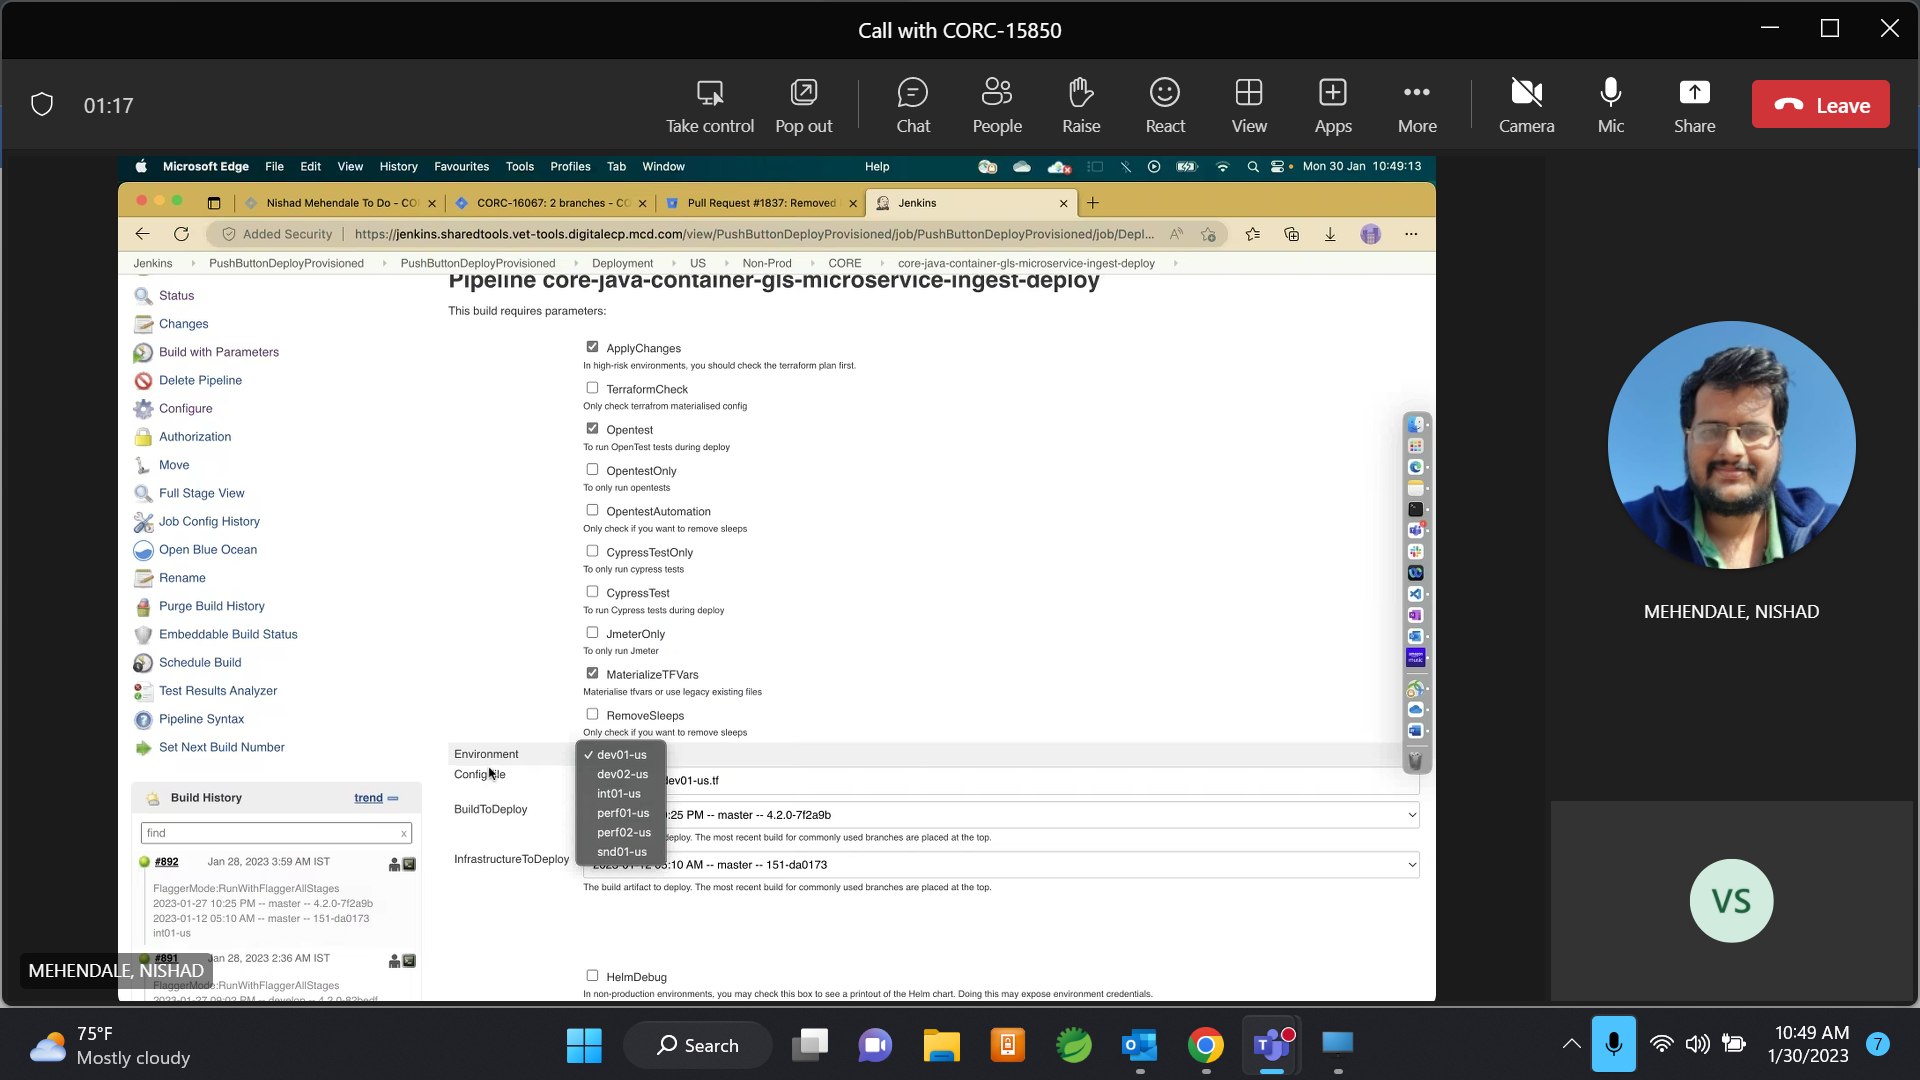 Call with CORC-15850
01:17
Take control
Pop out
Chat
People
Raise
React
View
Apps
More
Camera
Mic
Share
Leave
Microsoft Edge File Edit View History Favourites Tools Profiles Tab Window Help Mon 30 Jan 10:49:13
Nishad Mehendale To Do - CO
CORC-16067: 2 branches - CC
Pull Request #1837: Removed
Jenkins
Added Security https://jenkins.sharedtools.vet-tools.digitalecp.mcd.com/view/PushButtonDeployProvisioned/job/PushButtonDeployProvisioned/job/Depl...
Jenkins PushButtonDeployProvisioned PushButtonDeployProvisioned Deployment US Non-Prod CORE core-java-container-gls-microservice-ingest-deploy
Status
Changes
Build with Parameters
Delete Pipeline
Configure
Authorization
Move
Full Stage View
Job Config History
Open Blue Ocean
Rename
Purge Build History
Embeddable Build Status
Schedule Build
Test Results Analyzer
Pipeline Syntax
Set Next Build Number
Build History trend
find x
#892 Jan 28, 2023 3:59 AM IST
FlaggerMode:RunWithFlaggerAllStages
2023-01-27 10:25 PM -- master -- 4.2.0-7f2a9b
2023-01-12 05:10 AM -- master -- 151-da0173
int01-us
#891 Jan 28, 2023 2:36 AM IST
FlaggerMode:RunWithFlaggerAllStages
2023-01-27 09:02 PM -- develop -- 4.2.0-82bedf
Pipeline core-java-container-gls-microservice-ingest-deploy
This build requires parameters:
ApplyChanges
In high-risk environments, you should check the terraform plan first.
TerraformCheck
Only check terrafrom materialised config
Opentest
To run OpenTest tests during deploy
OpentestOnly
To only run opentests
OpentestAutomation
Only check if you want to remove sleeps
CypressTestOnly
To only run cypress tests
CypressTest
To run Cypress tests during deploy
JmeterOnly
To only run Jmeter
MaterializeTFVars
Materialise tfvars or use legacy existing files
RemoveSleeps
Only check if you want to remove sleeps
Environment
✓ dev01-us
dev02-us
int01-us
perf01-us
perf02-us
snd01-us
dev01-us.tf
BuildToDeploy :25 PM -- master -- 4.2.0-7f2a9b
deploy. The most recent build for commonly used branches are placed at the top.
InfrastructureToDeploy 2023-01-12 05:10 AM -- master -- 151-da0173
The build artifact to deploy. The most recent build for commonly used branches are placed at the top.
HelmDebug
In non-production environments, you may check this box to see a printout of the Helm chart. Doing this may expose environment credentials.
MEHENDALE, NISHAD
MEHENDALE, NISHAD
VS
75°F
Mostly cloudy
Search
10:49 AM
1/30/2023
7